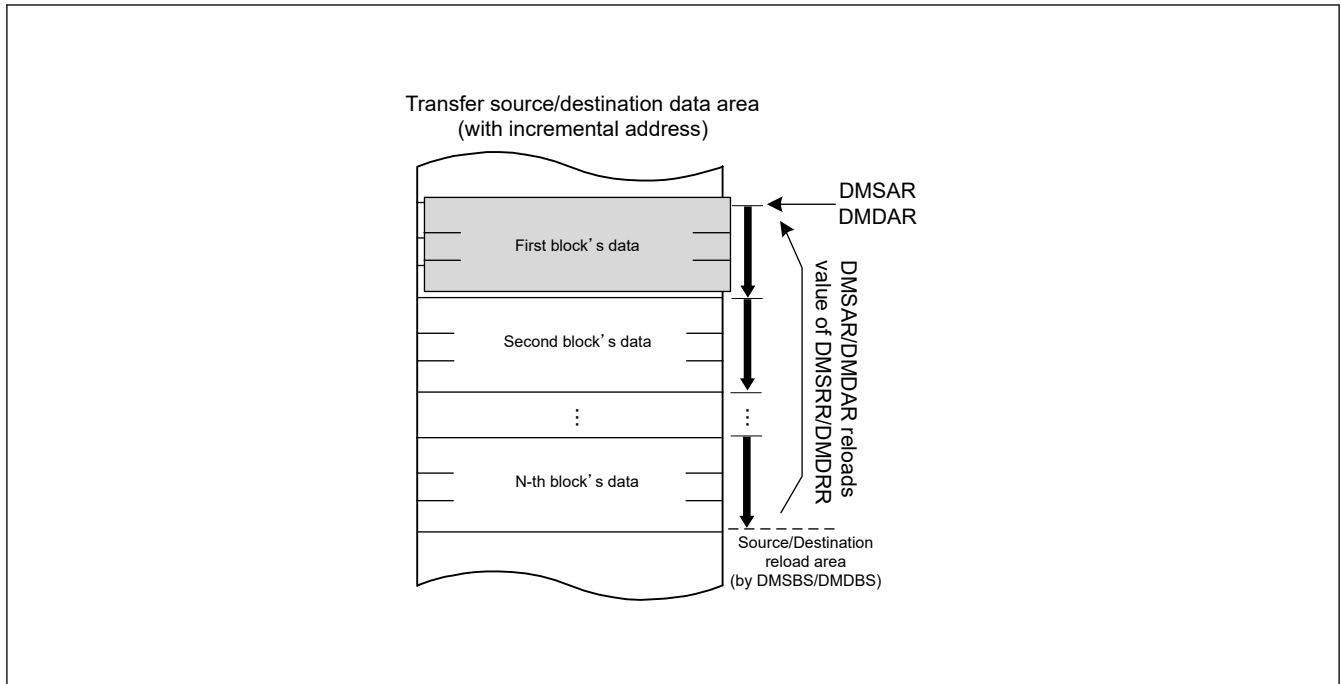 Transfer source/destination data area
(with incremental address)
DMSAR
DMDAR
First block’s data
DMSAR/DMDAR reloads
value of DMSRR/DMDRR
Second block’s data
⋮
⋮
N-th block’s data
Source/Destination
reload area
(by DMSBS/DMDBS)